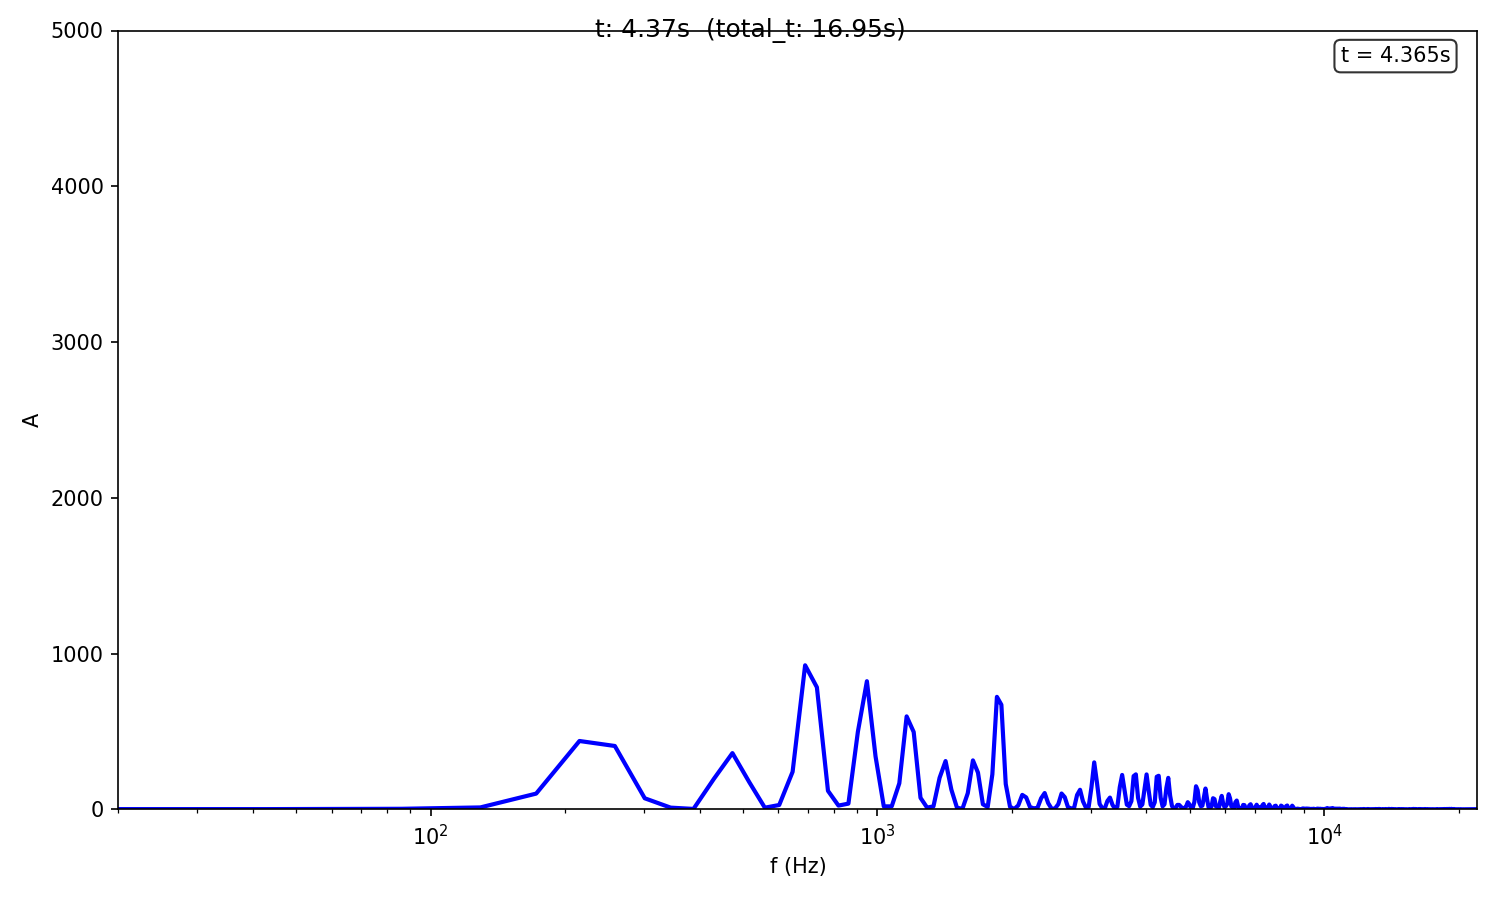 t: 4.37s (total_t: 16.95s)
t = 4.365s
5000
4000
3000
2000
1000
0
A
10²
10³
10⁴
f (Hz)